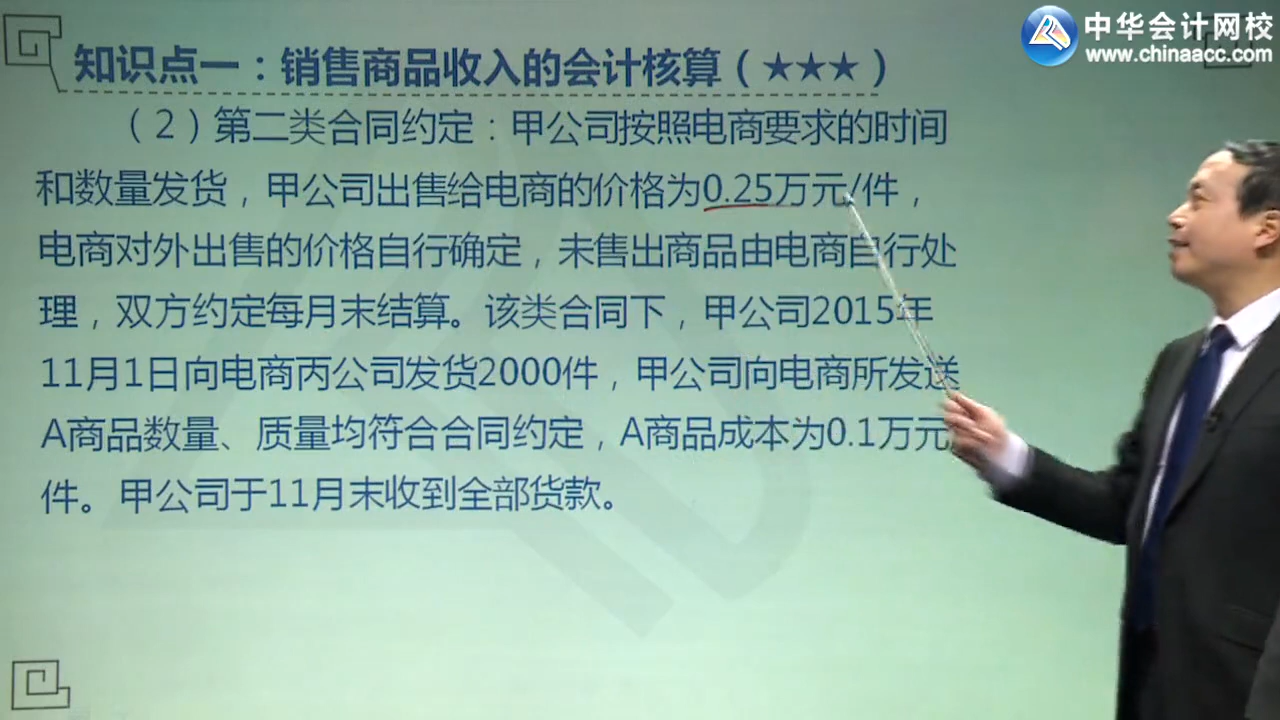 中华会计网校
www.chinaacc.com
知识点一：销售商品收入的会计核算（★★★）
（2）第二类合同约定：甲公司按照电商要求的时间
和数量发货，甲公司出售给电商的价格为0.25万元/件，
电商对外出售的价格自行确定，未售出商品由电商自行处
理，双方约定每月末结算。该类合同下，甲公司2015年
11月1日向电商丙公司发货2000件，甲公司向电商所发送
A商品数量、质量均符合合同约定，A商品成本为0.1万元/
件。甲公司于11月末收到全部货款。